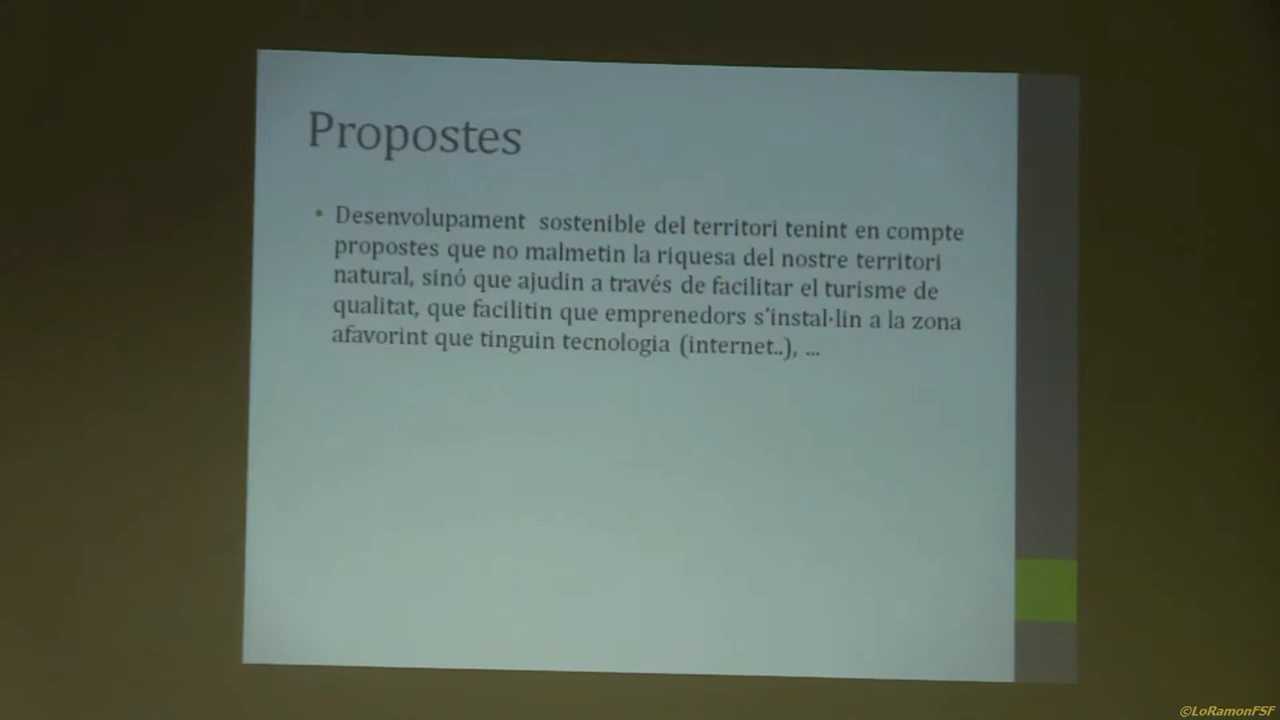 Propostes
• Desenvolupament sostenible del territori tenint en compte
propostes que no malmetin la riquesa del nostre territori
natural, sinó que ajudin a través de facilitar el turisme de
qualitat, que facilitin que emprenedors s'instal·lin a la zona
afavorint que tinguin tecnologia (internet..), ...
©LoRamonFSF